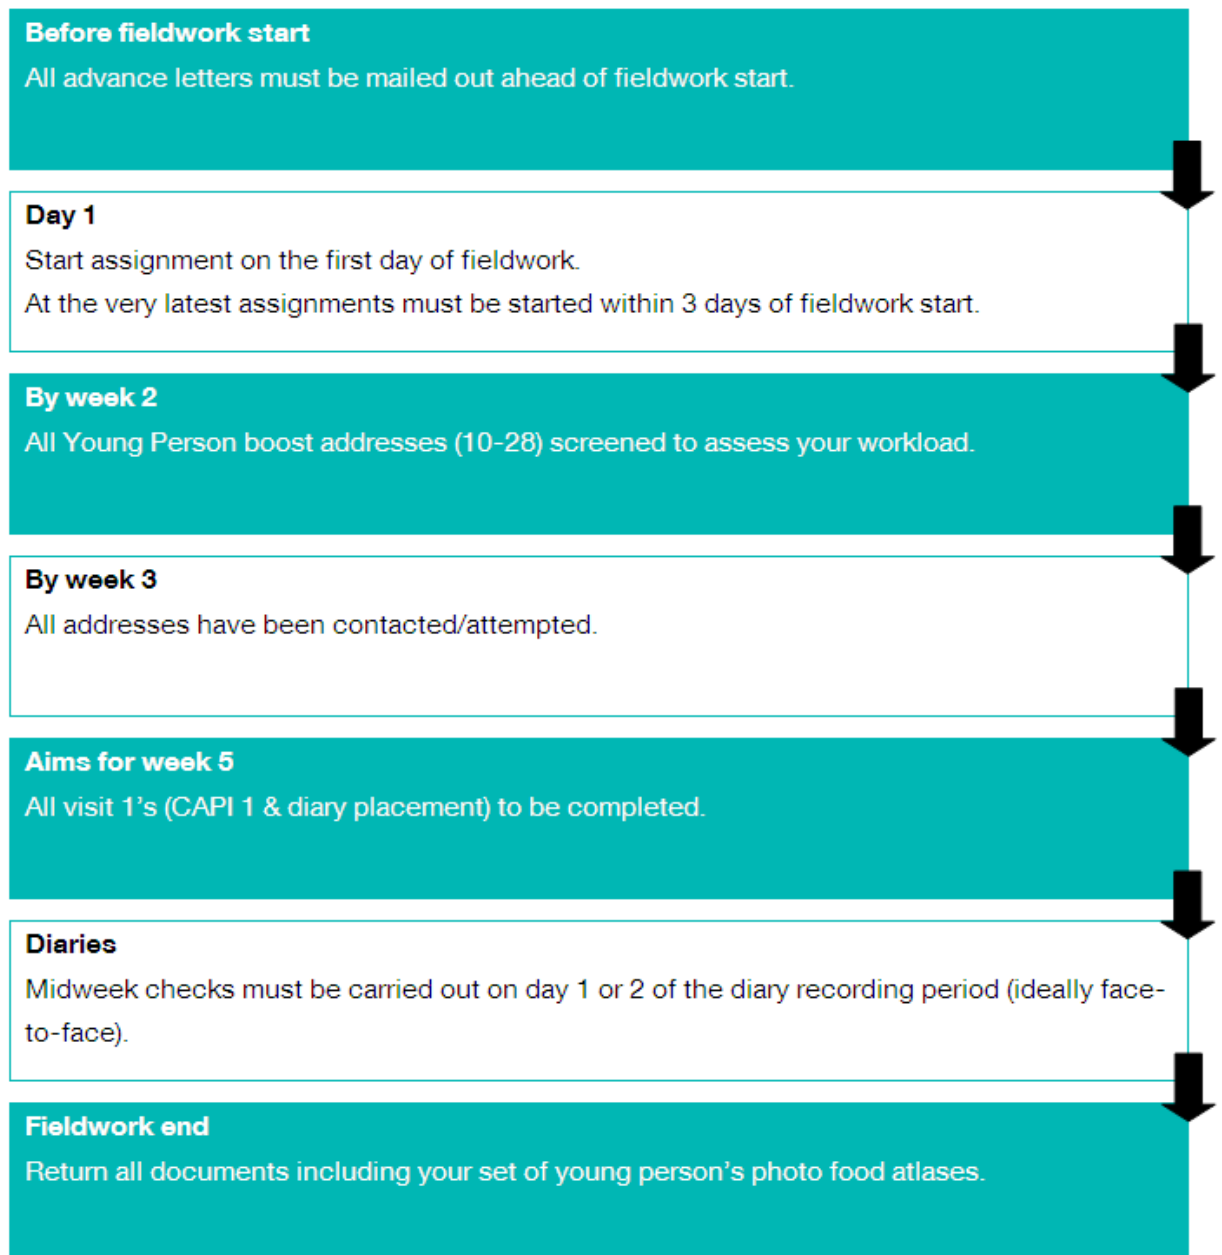 Before fieldwork start
All advance letters must be mailed out ahead of fieldwork start.
Day 1
Start assignment on the first day of fieldwork.
At the very latest assignments must be started within 3 days of fieldwork start.
By week 2
All Young Person boost addresses (10-28) screened to assess your workload.
By week 3
All addresses have been contacted/attempted.
Aims for week 5
All visit 1's (CAPI 1 & diary placement) to be completed.
Diaries
Midweek checks must be carried out on day 1 or 2 of the diary recording period (ideally face-
to-face).
Fieldwork end
Return all documents including your set of young person's photo food atlases.